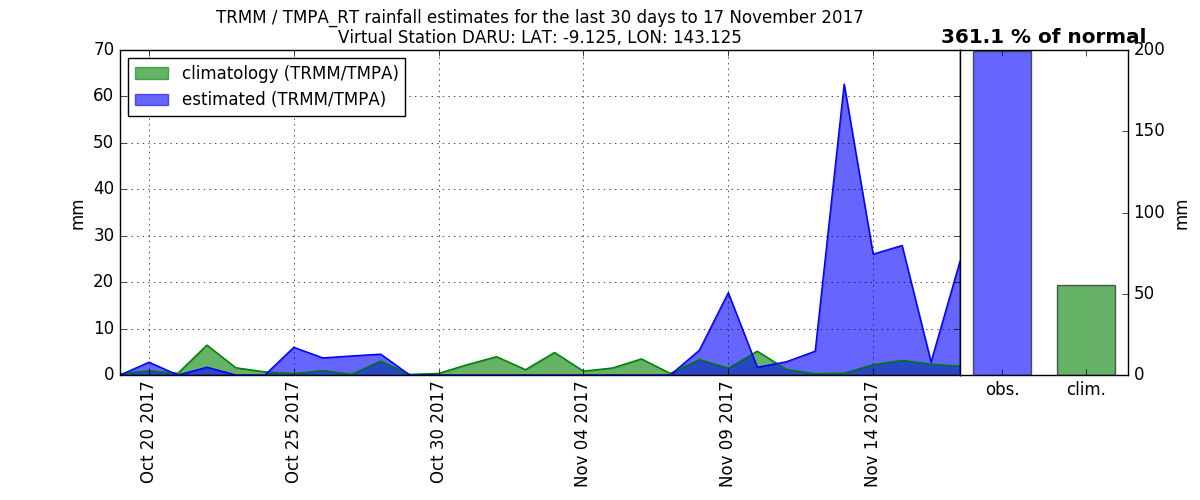 TRMM / TMPA_RT rainfall estimates for the last 30 days to 17 November 2017
Virtual Station DARU: LAT: -9.125, LON: 143.125
361.1 % of normal
climatology (TRMM/TMPA)
estimated (TRMM/TMPA)
70
60
50
40
30
20
10
0
mm
Oct 20 2017
Oct 25 2017
Oct 30 2017
Nov 04 2017
Nov 09 2017
Nov 14 2017
200
150
100
50
0
mm
obs.
clim.